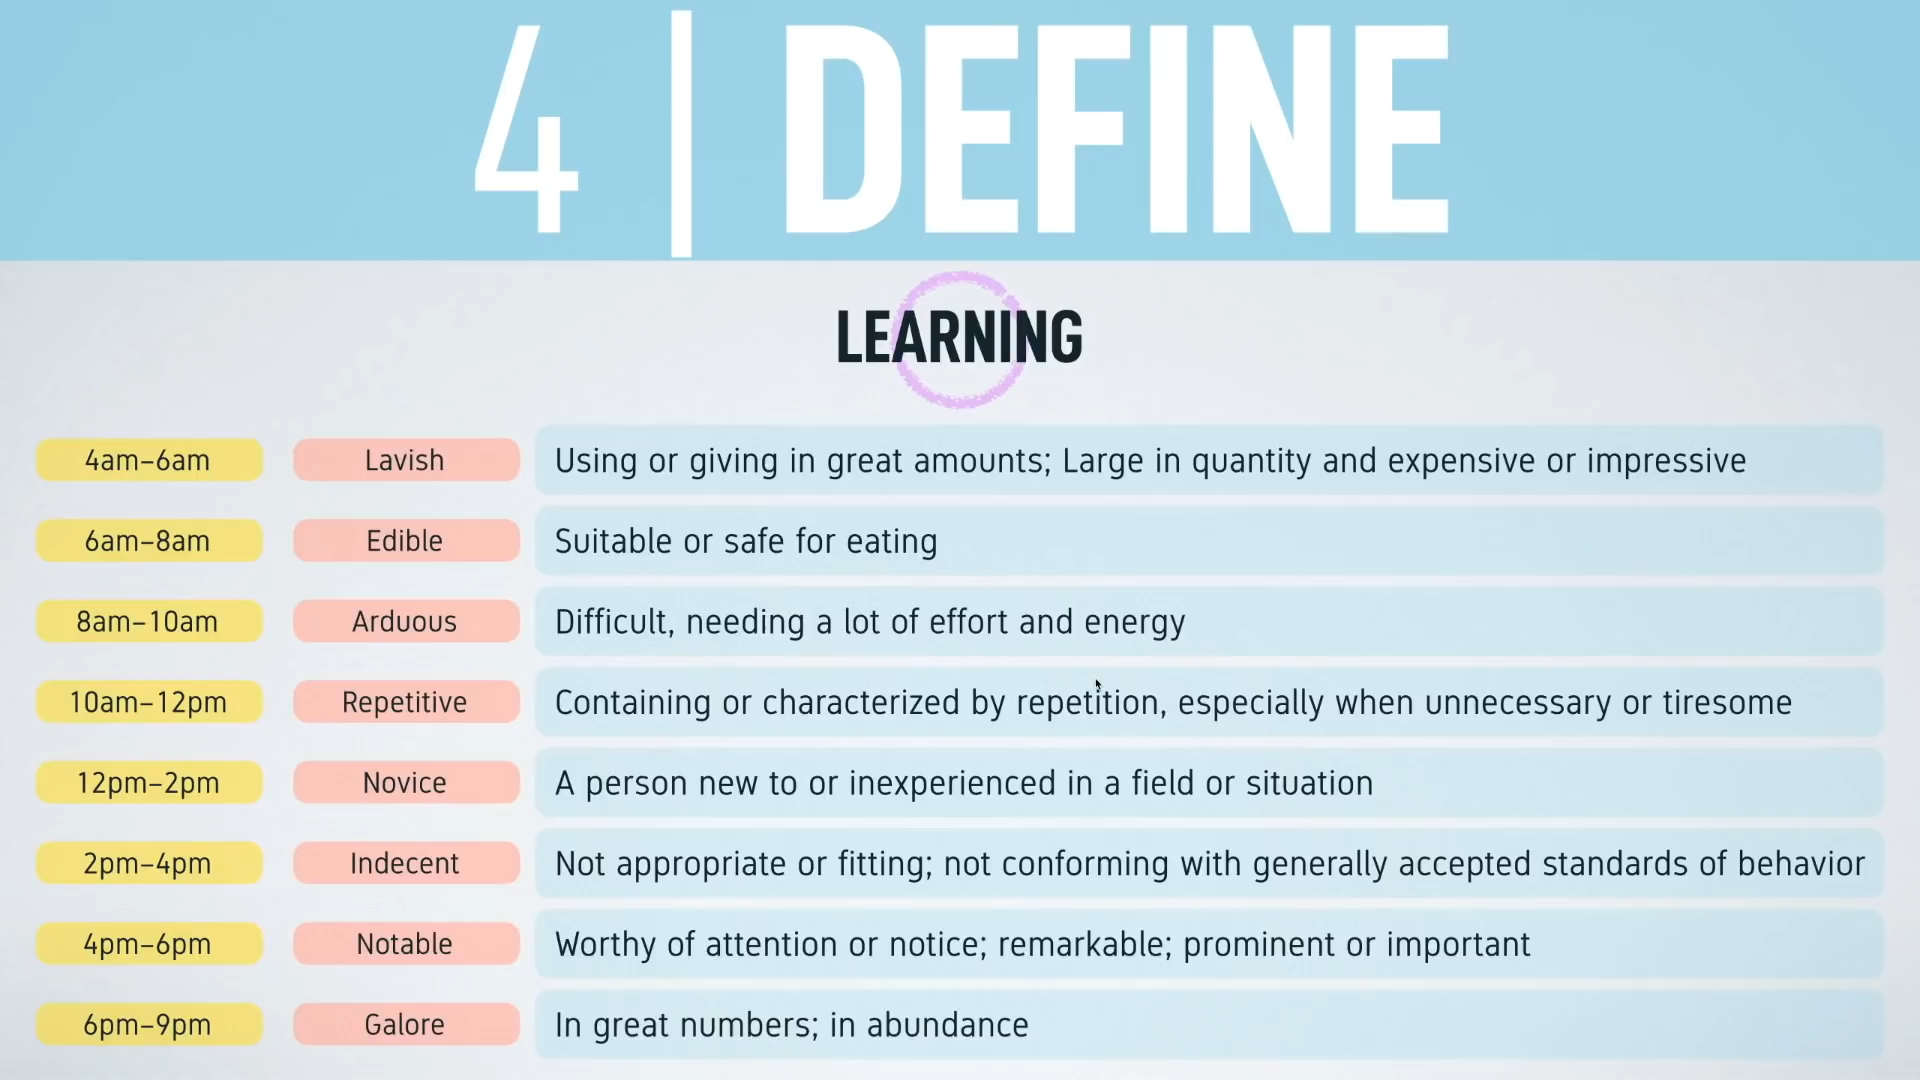 4 | DEFINE
LEARNING
4am–6am Lavish Using or giving in great amounts; Large in quantity and expensive or impressive
6am–8am Edible Suitable or safe for eating
8am–10am Arduous Difficult, needing a lot of effort and energy
10am–12pm Repetitive Containing or characterized by repetition, especially when unnecessary or tiresome
12pm–2pm Novice A person new to or inexperienced in a field or situation
2pm–4pm Indecent Not appropriate or fitting; not conforming with generally accepted standards of behavior
4pm–6pm Notable Worthy of attention or notice; remarkable; prominent or important
6pm–9pm Galore In great numbers; in abundance